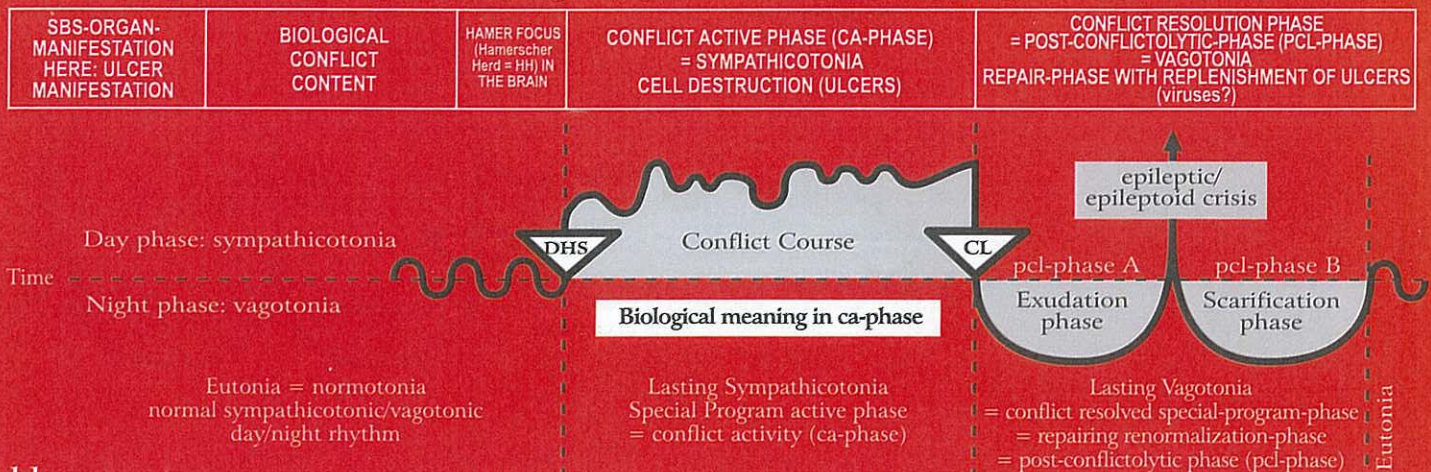 SBS-ORGAN-
MANIFESTATION
HERE: ULCER
MANIFESTATION
BIOLOGICAL
CONFLICT
CONTENT
HAMER FOCUS
(Hamerscher
Herd = HH) IN
THE BRAIN
CONFLICT ACTIVE PHASE (CA-PHASE)
= SYMPATHICOTONIA
CELL DESTRUCTION (ULCERS)
CONFLICT RESOLUTION PHASE
= POST-CONFLICTOLYTIC-PHASE (PCL-PHASE)
= VAGOTONIA
REPAIR-PHASE WITH REPLENISHMENT OF ULCERS
(viruses?)
epileptic/
epileptoid crisis
Day phase: sympathicotonia
DHS
Conflict Course
CL
Time
pcl-phase A
pcl-phase B
Night phase: vagotonia
Exudation
phase
Scarification
phase
Biological meaning in ca-phase
Eutonia = normotonia
normal sympathicotonic/vagotonic
day/night rhythm
Lasting Sympathicotonia
Special Program active phase
= conflict activity (ca-phase)
Lasting Vagotonia
= conflict resolved special-program-phase
= repairing renormalization-phase
= post-conflictolytic phase (pcl-phase)
Eutonia